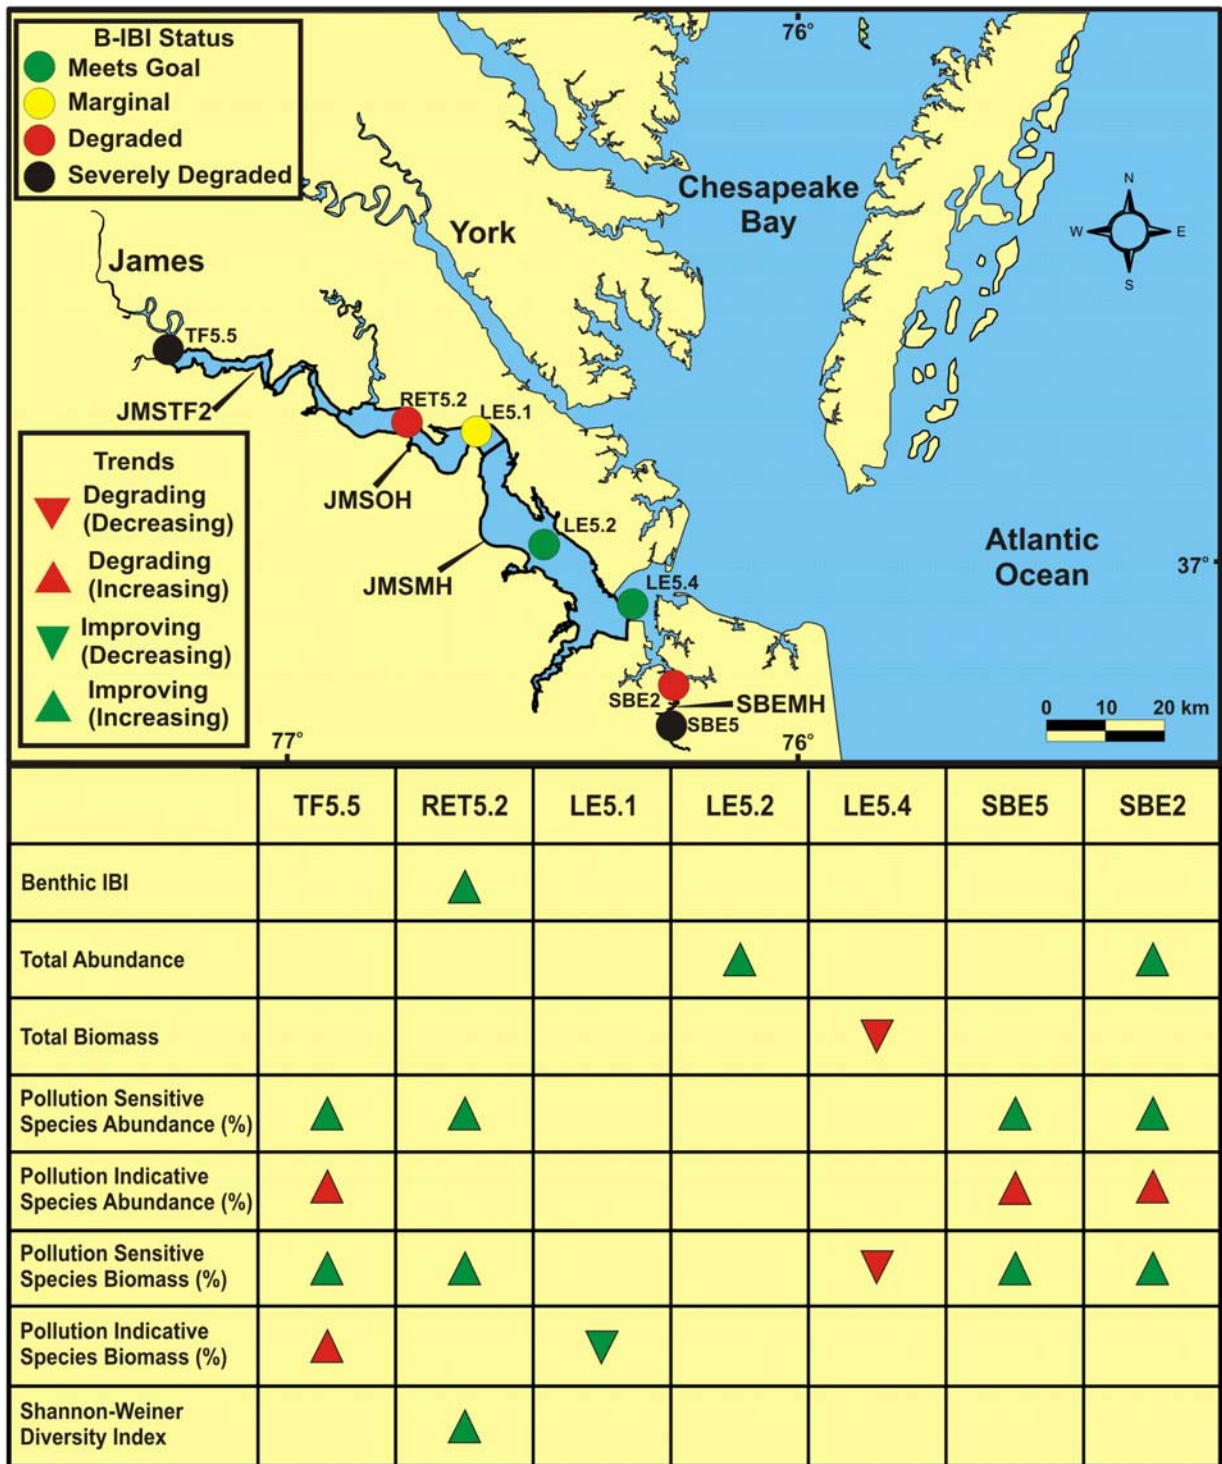 B-IBI Status
Meets Goal
Marginal
Degraded
Severely Degraded
76°
Chesapeake
Bay
York
James
N
W
E
S
TF5.5
JMSTF2
RET5.2
LE5.1
JMSOH
LE5.2
JMSMH
LE5.4
Atlantic
Ocean
37°
SBE2
SBEMH
SBE5
0 10 20 km
77°
76°
Trends
Degrading
(Decreasing)
Degrading
(Increasing)
Improving
(Decreasing)
Improving
(Increasing)
TF5.5 RET5.2 LE5.1 LE5.2 LE5.4 SBE5 SBE2
Benthic IBI
Total Abundance
Total Biomass
Pollution Sensitive
Species Abundance (%)
Pollution Indicative
Species Abundance (%)
Pollution Sensitive
Species Biomass (%)
Pollution Indicative
Species Biomass (%)
Shannon-Weiner
Diversity Index